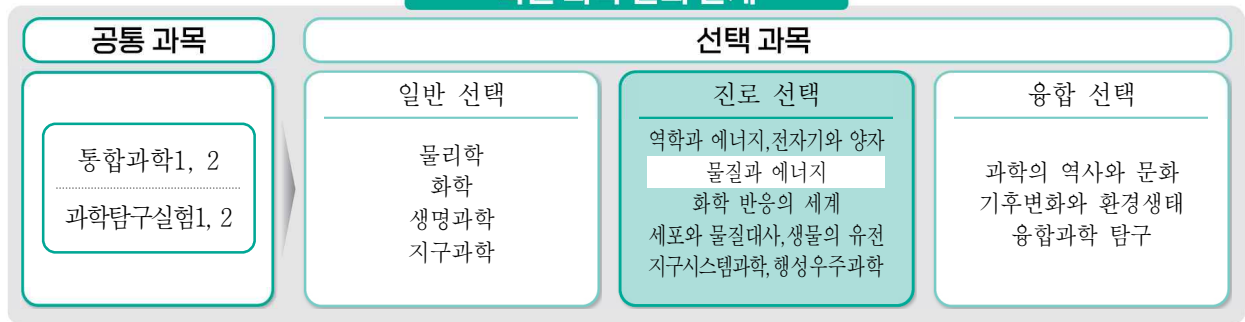 공통 과목
선택 과목
통합과학1, 2
과학탐구실험1, 2
일반 선택
물리학
화학
생명과학
지구과학
진로 선택
역학과 에너지, 전자기와 양자
물질과 에너지
화학 반응의 세계
세포와 물질대사, 생물의 유전
지구시스템과학, 행성우주과학
융합 선택
과학의 역사와 문화
기후변화와 환경생태
융합과학 탐구